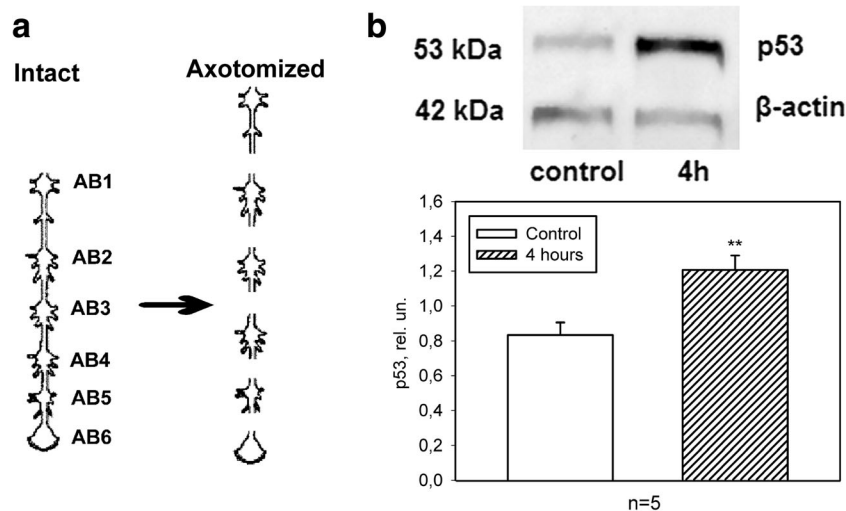 a
Intact
Axotomized
AB1
AB2
AB3
AB4
AB5
AB6
b
53 kDa
p53
42 kDa
β-actin
control
4h
1,6
1,4
1,2
1,0
0,8
0,6
0,4
0,2
0,0
p53, rel. un.
Control
4 hours
**
n=5